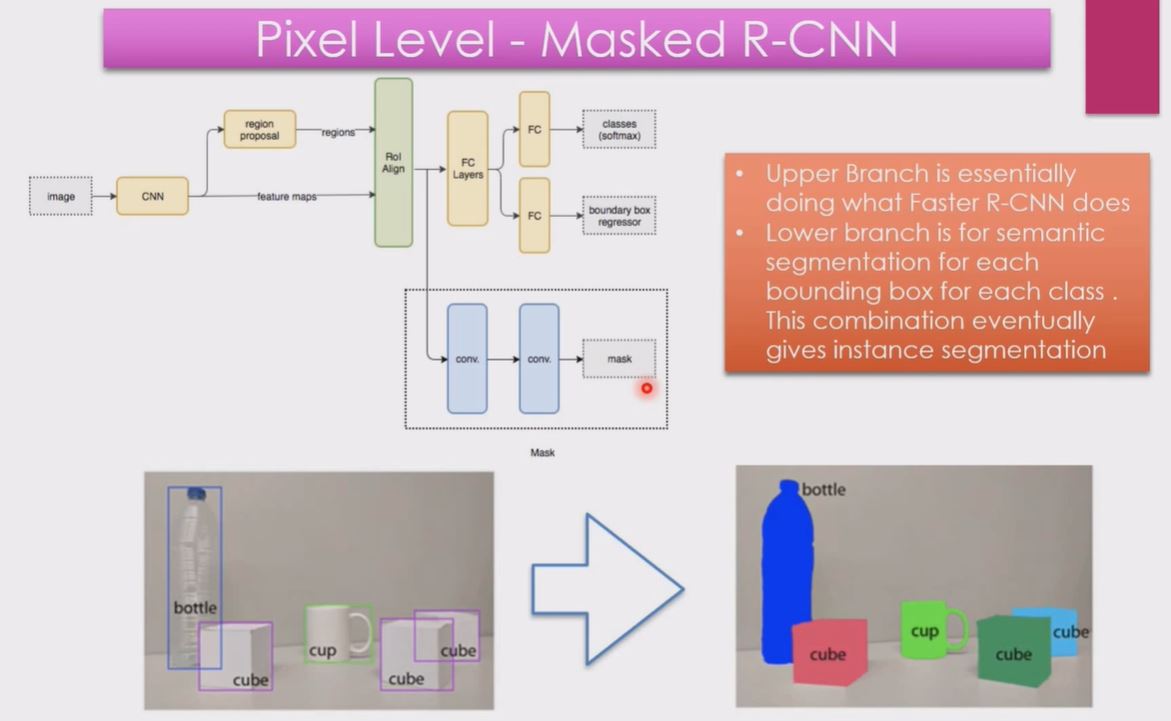 Pixel Level - Masked R-CNN
region
proposal
regions
image
CNN
feature maps
RoI
Align
FC
Layers
FC
classes
(softmax)
FC
boundary box
regressor
conv.
conv.
mask
Mask
• Upper Branch is essentially
doing what Faster R-CNN does
• Lower branch is for semantic
segmentation for each
bounding box for each class .
This combination eventually
gives instance segmentation
bottle
cube
cup
cube
cube
bottle
cube
cup
cube
cube